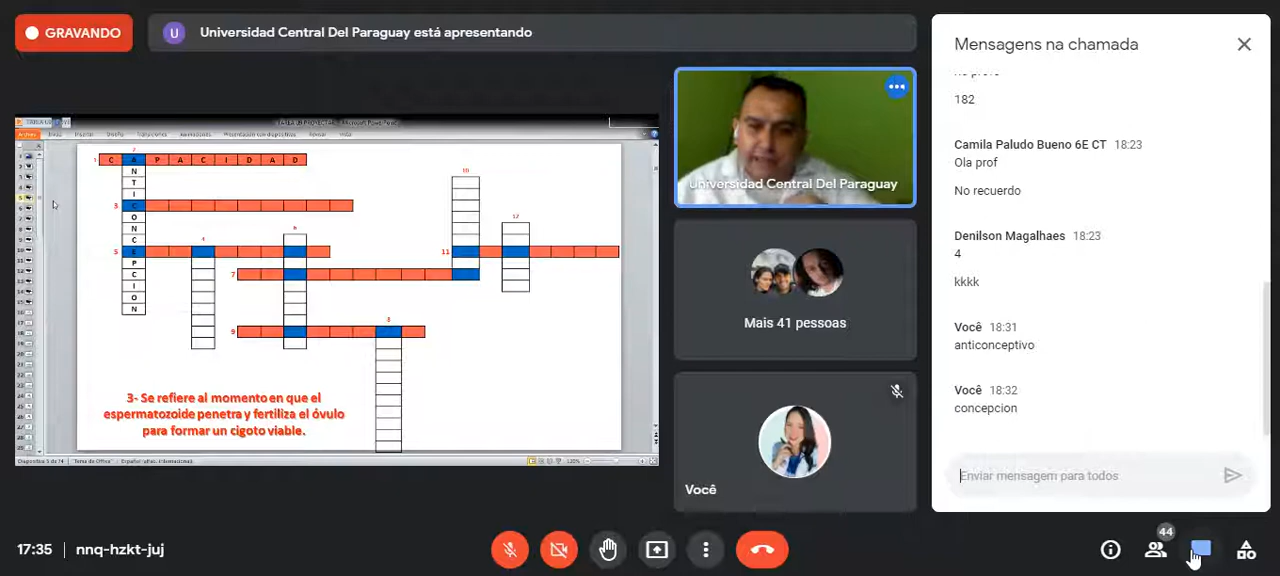 GRAVANDO
U
Universidad Central Del Paraguay está apresentando
Mensagens na chamada
182
Camila Paludo Bueno 6E CT 18:23
Ola prof
No recuerdo
Denilson Magalhaes 18:23
4
kkkk
Você 18:31
anticonceptivo
Você 18:32
concepcion
Enviar mensagem para todos
Universidad Central Del Paraguay
Mais 41 pessoas
Você
1 C A P A C I D A D
N
T
I
3 C
O
N
C
5 E
P
C
I
O
N
4
6
7
9
10
11
12
3- Se refiere al momento en que el
espermatozoide penetra y fertiliza el óvulo
para formar un cigoto viable.
17:35 | nnq-hzkt-juj
44